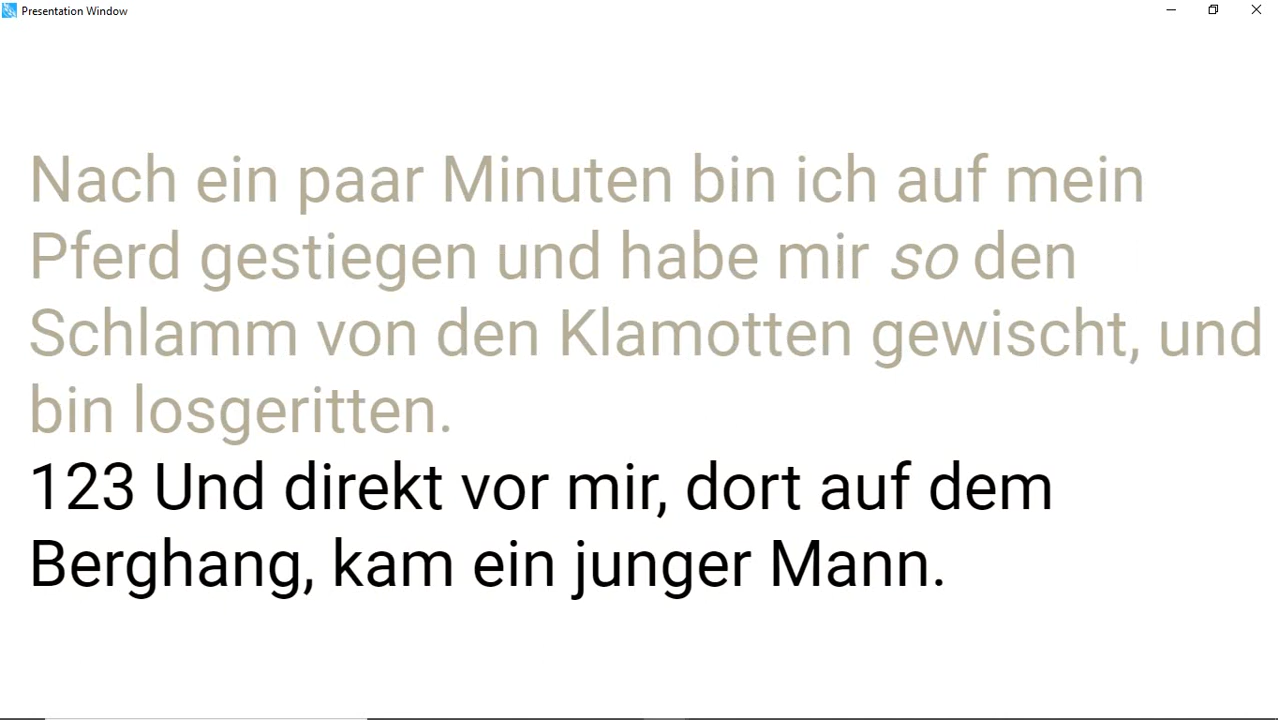 Presentation Window
Nach ein paar Minuten bin ich auf mein
Pferd gestiegen und habe mir so den
Schlamm von den Klamotten gewischt, und
bin losgeritten.
123 Und direkt vor mir, dort auf dem
Berghang, kam ein junger Mann.